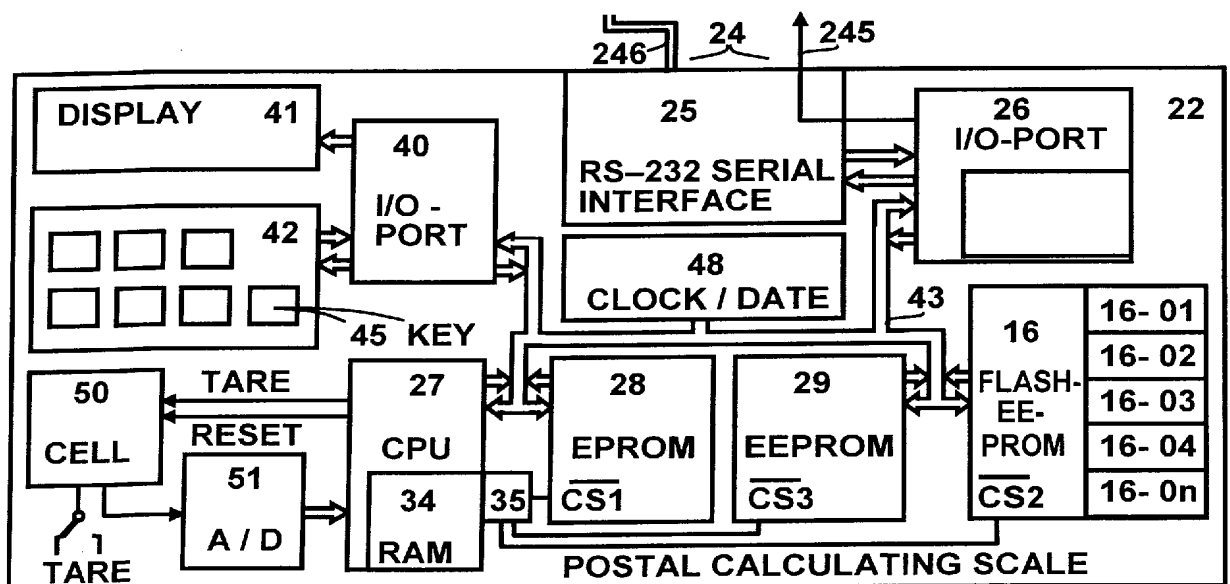 246
24
245
DISPLAY 41
40
I/O -
PORT
25
RS–232 SERIAL
INTERFACE
26
I/O-PORT
22
42
45 KEY
48
CLOCK / DATE
43
16
FLASH-
EE-
PROM
CS2
16- 01
16- 02
16- 03
16- 04
16- 0n
50
CELL
TARE
RESET
27
CPU
28
EPROM
CS1
29
EEPROM
CS3
51
A / D
34
RAM
35
TARE
POSTAL CALCULATING SCALE